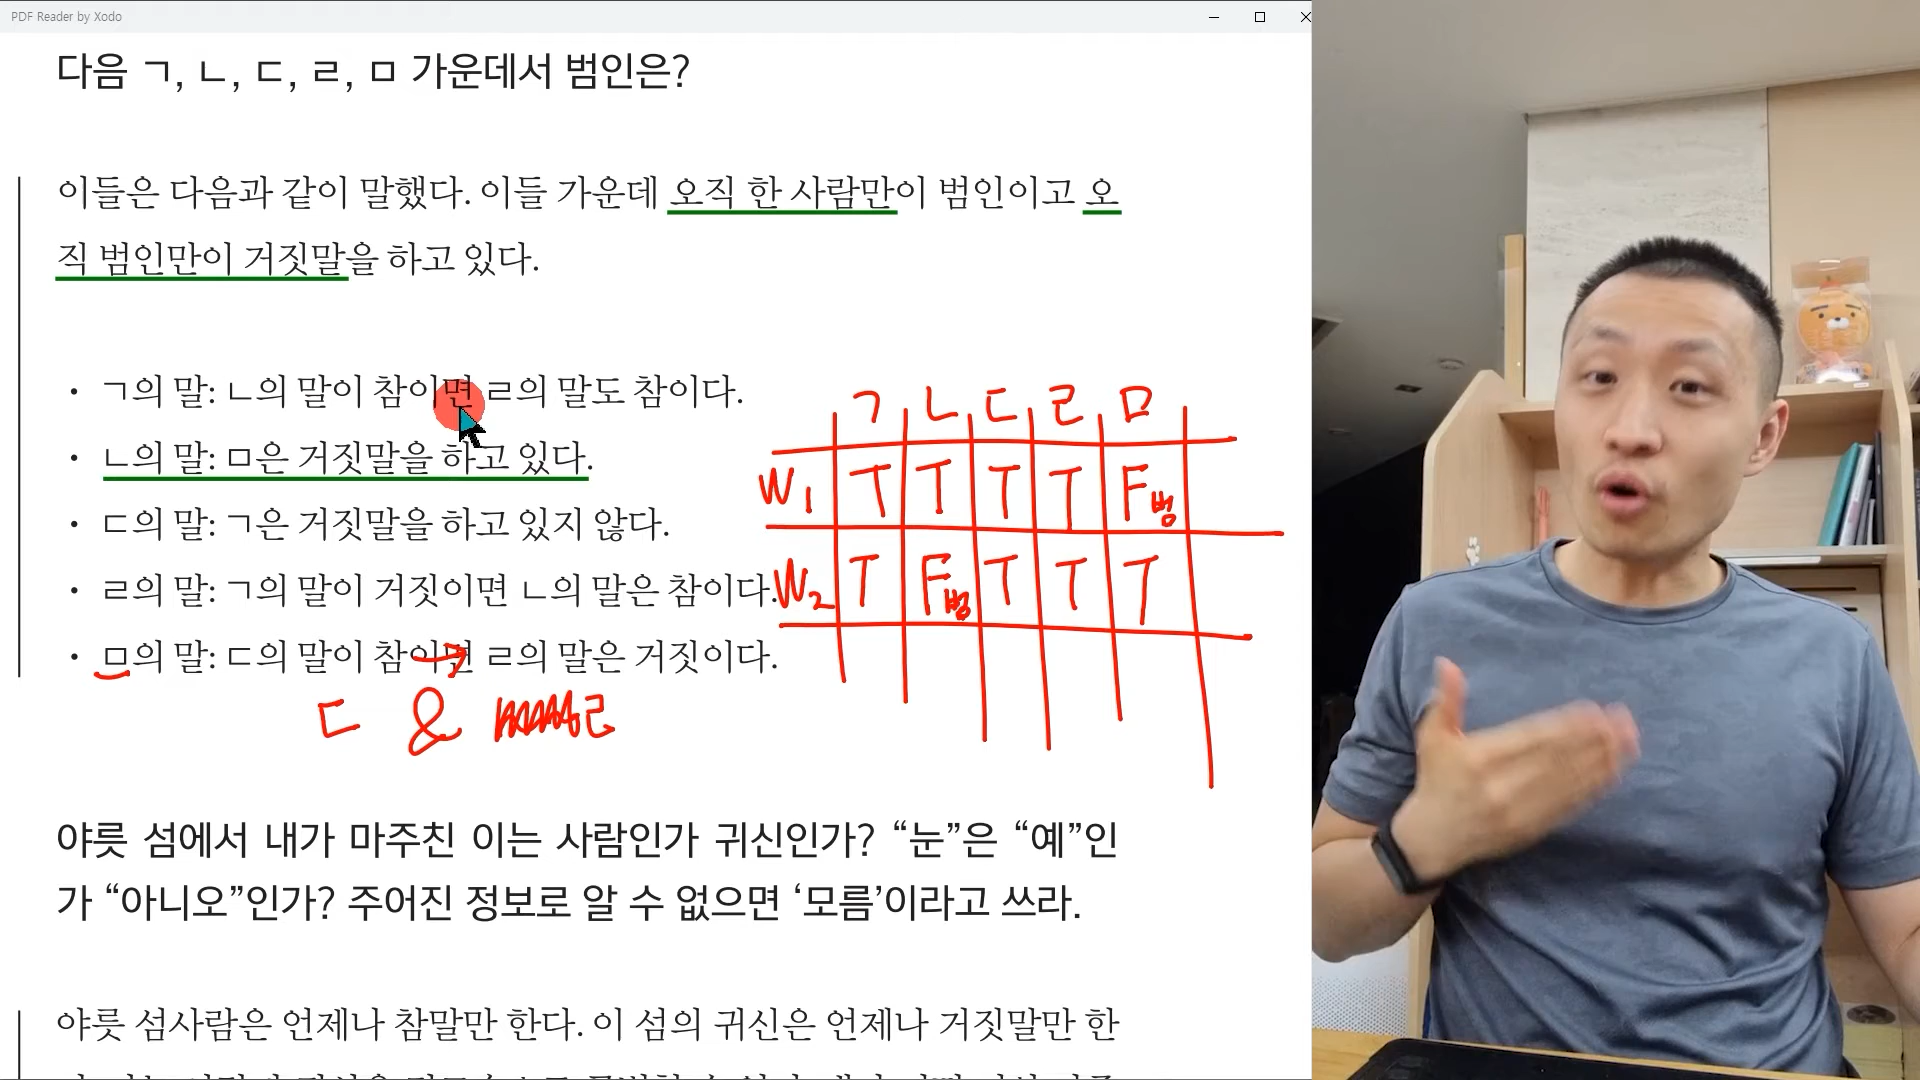 PDF Reader by Xodo
다음 ㄱ, ㄴ, ㄷ, ㄹ, ㅁ 가운데서 범인은?
이들은 다음과 같이 말했다. 이들 가운데 오직 한 사람만이 범인이고 오
직 범인만이 거짓말을 하고 있다.
• ㄱ의 말: ㄴ의 말이 참이면 ㄹ의 말도 참이다.
• ㄴ의 말: ㅁ은 거짓말을 하고 있다.
• ㄷ의 말: ㄱ은 거짓말을 하고 있지 않다.
• ㄹ의 말: ㄱ의 말이 거짓이면 ㄴ의 말은 참이다.
• ㅁ의 말: ㄷ의 말이 참이면 ㄹ의 말은 거짓이다.
ㄷ & ㄹ
ㄱ ㄴ ㄷ ㄹ ㅁ
W1 T T T T F범
W2 T F범 T T T
야릇 섬에서 내가 마주친 이는 사람인가 귀신인가? “눈”은 “예”인
가 “아니오”인가? 주어진 정보로 알 수 없으면 ‘모름’이라고 쓰라.
야릇 섬사람은 언제나 참말만 한다. 이 섬의 귀신은 언제나 거짓말만 한